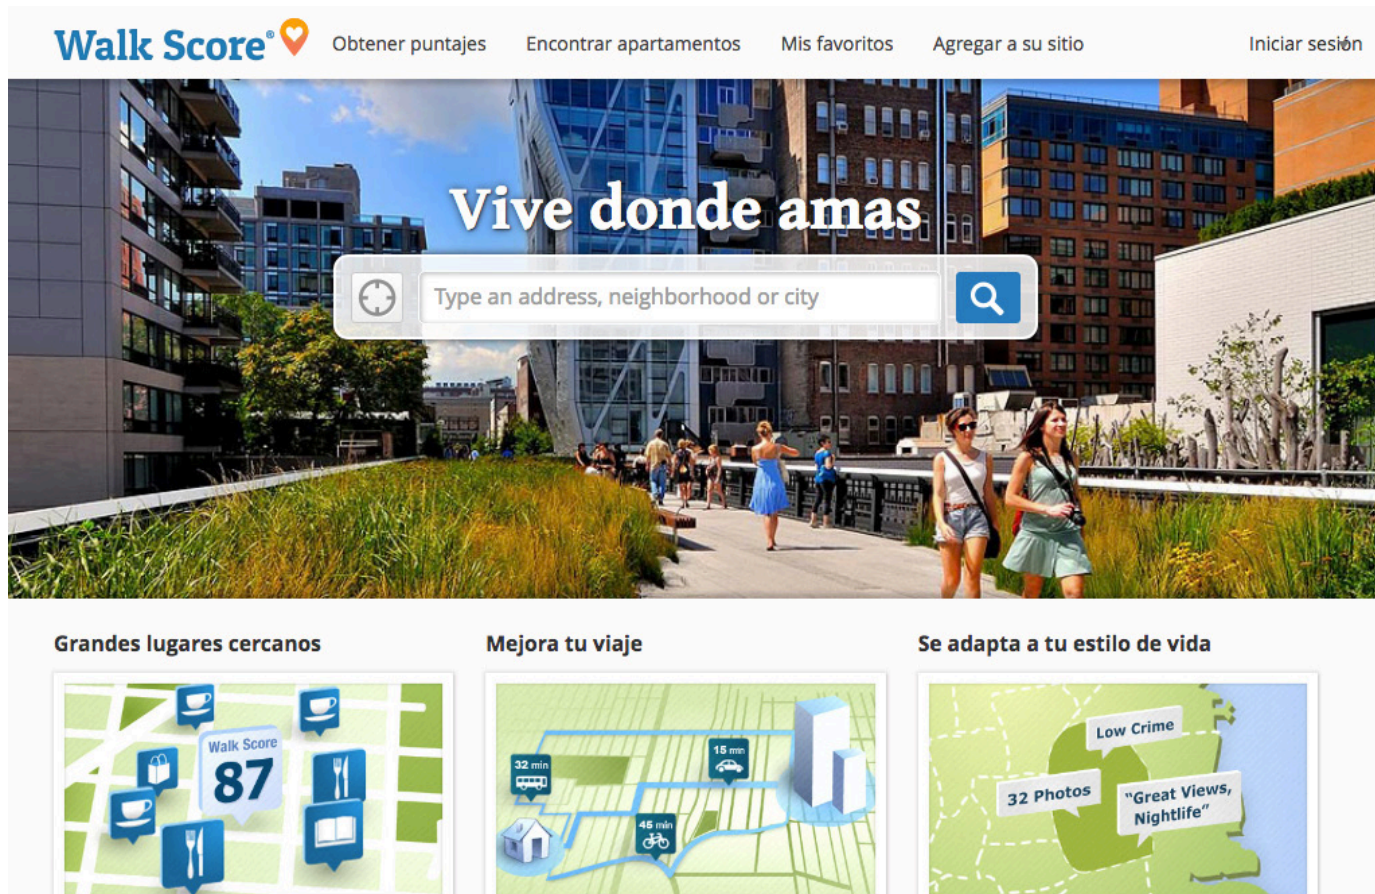 Walk Score®
Obtener puntajes
Encontrar apartamentos
Mis favoritos
Agregar a su sitio
Iniciar sesión
Vive donde amas
Type an address, neighborhood or city
Grandes lugares cercanos
Mejora tu viaje
Se adapta a tu estilo de vida
Walk Score
87
32 min
15 min
45 min
Low Crime
32 Photos
"Great Views,
Nightlife"